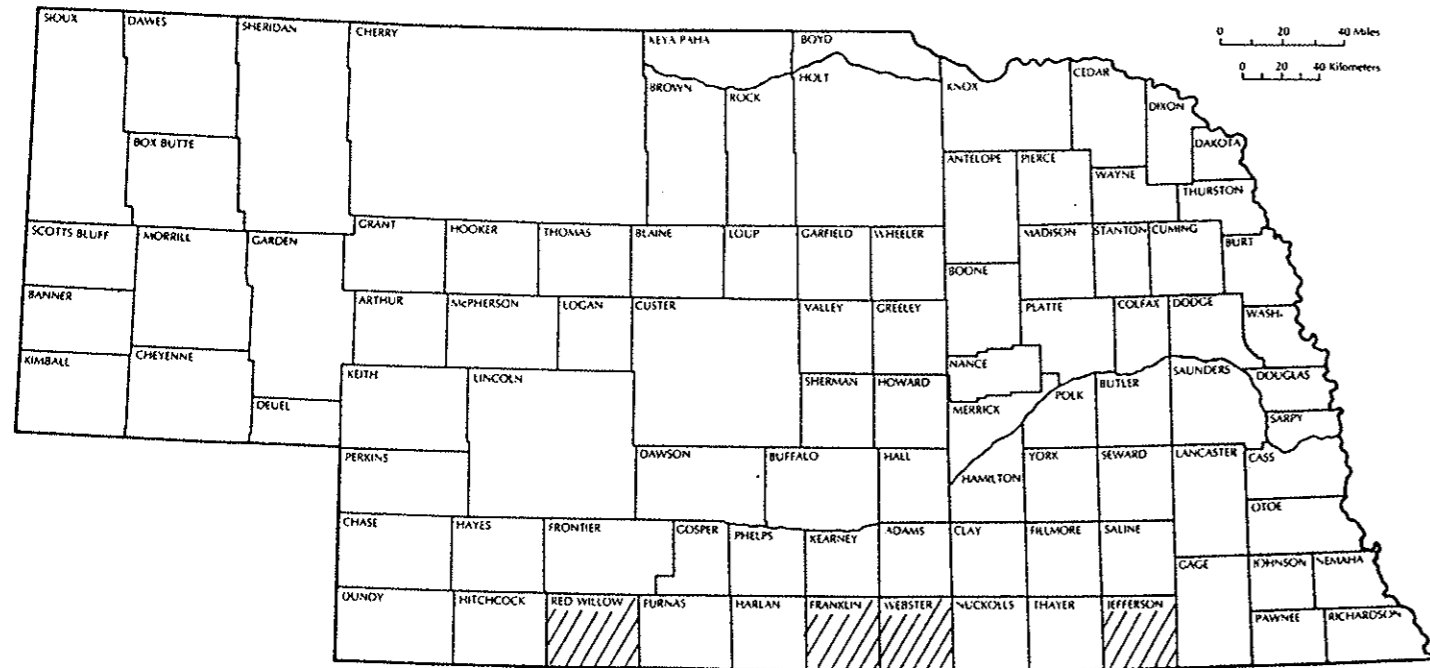 SIOUX DAWES SHERIDAN CHERRY KEYA PAHA BOYD
0 20 40 Miles
0 20 40 Kilometers
HOLT CEDAR
BROWN ROCK KNOX
DIXON
BOX BUTTE DAKOTA
ANTELOPE PIERCE
WAYNE
THURSTON
SCOTTS BLUFF MORRILL GARDEN GRANT HOOKER THOMAS BLAINE LOUP GARFIELD WHEELER MADISON STANTON CUMING
BURT
BOONE
BANNER ARTHUR McPHERSON LOGAN CUSTER VALLEY GREELEY PLATTE COLFAX DODGE
WASH.
KIMBALL CHEYENNE NANCE
KEITH LINCOLN SHERMAN HOWARD BUTLER SAUNDERS DOUGLAS
DEUEL MERRICK POLK
SARPY
PERKINS DAWSON BUFFALO HALL YORK SEWARD LANCASTER CASS
HAMILTON
OTOE
CHASE HAYES FRONTIER GOSPER PHELPS KEARNEY ADAMS CLAY FILLMORE SALINE
GAGE JOHNSON NEMAHA
DUNDY HITCHCOCK RED WILLOW FURNAS HARLAN FRANKLIN WEBSTER NUCKOLLS THAYER JEFFERSON
PAWNEE RICHARDSON